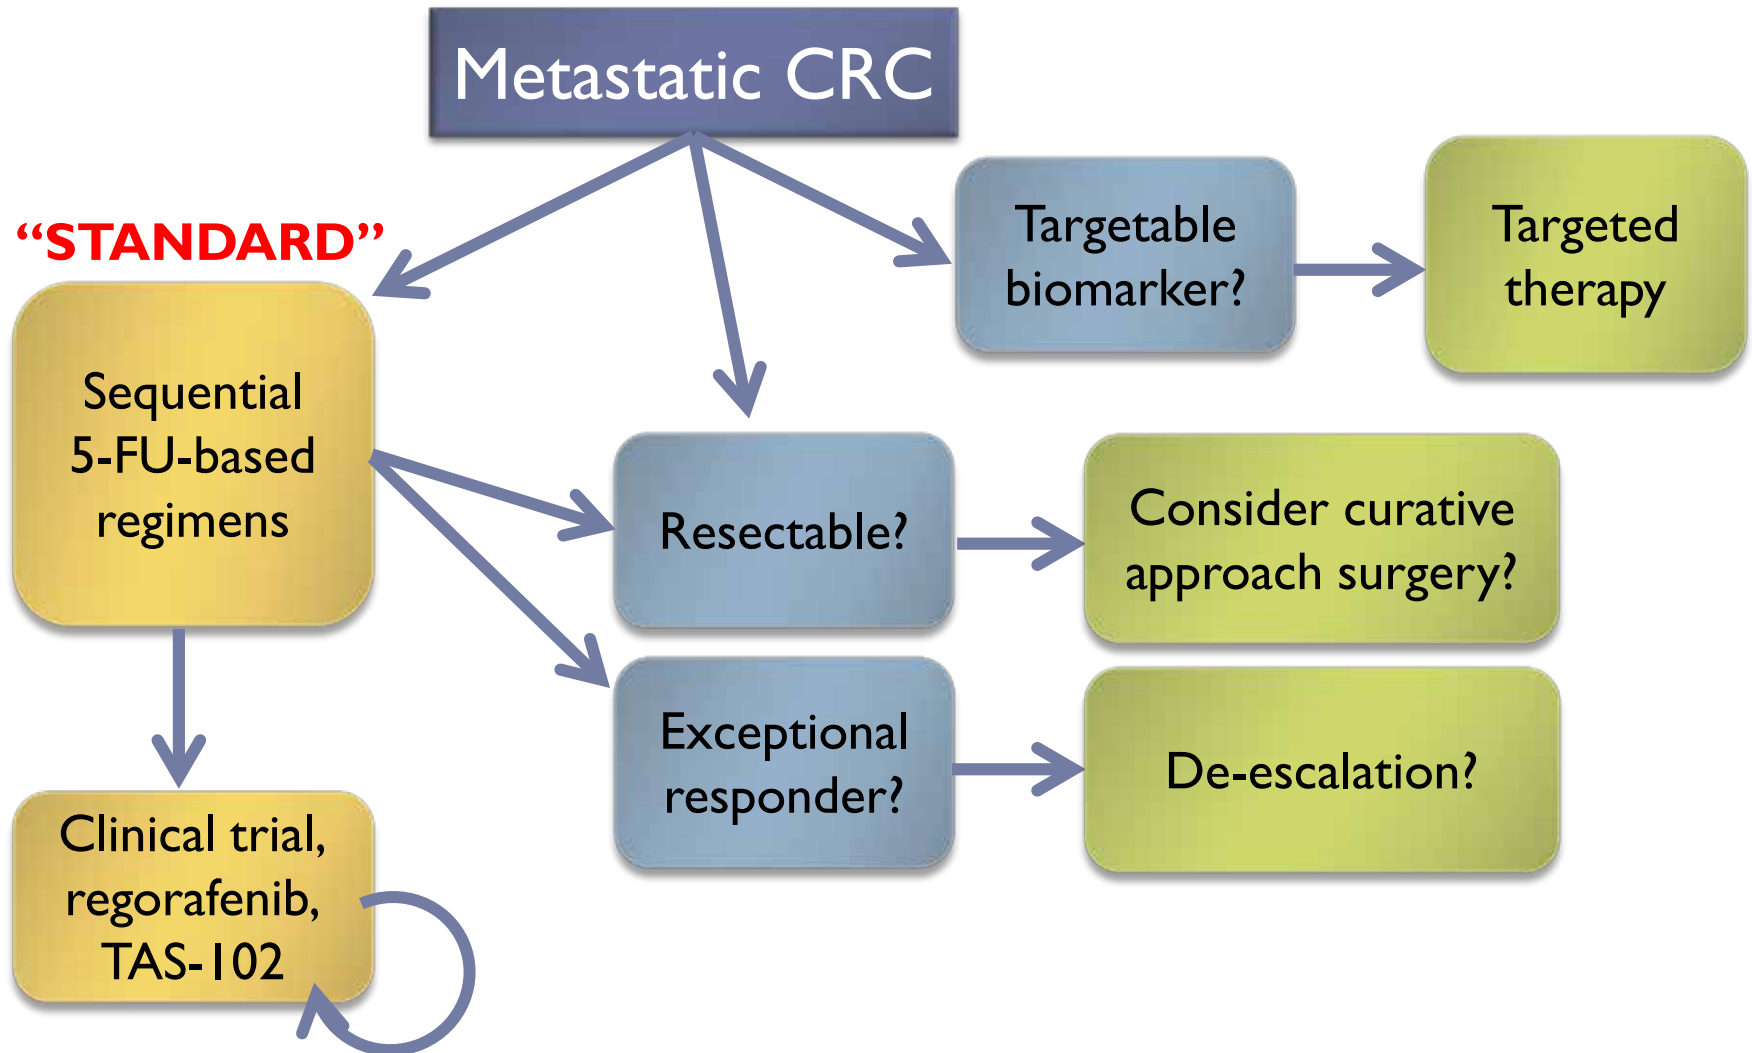 Metastatic CRC
“STANDARD”
Targetable
biomarker?
Targeted
therapy
Sequential
5-FU-based
regimens
Resectable?
Consider curative
approach surgery?
Exceptional
responder?
De-escalation?
Clinical trial,
regorafenib,
TAS-102